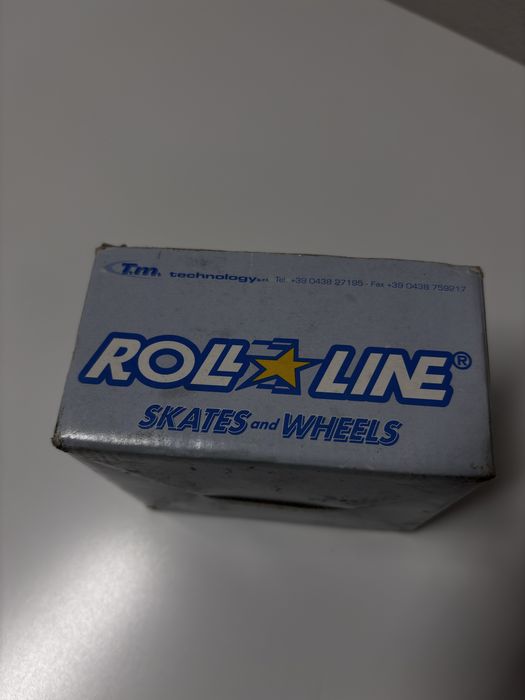 T.m. technology s.r.l. Tel. +39 0438 27195 - Fax +39 0438 759217
ROLL LINE®
SKATES and WHEELS